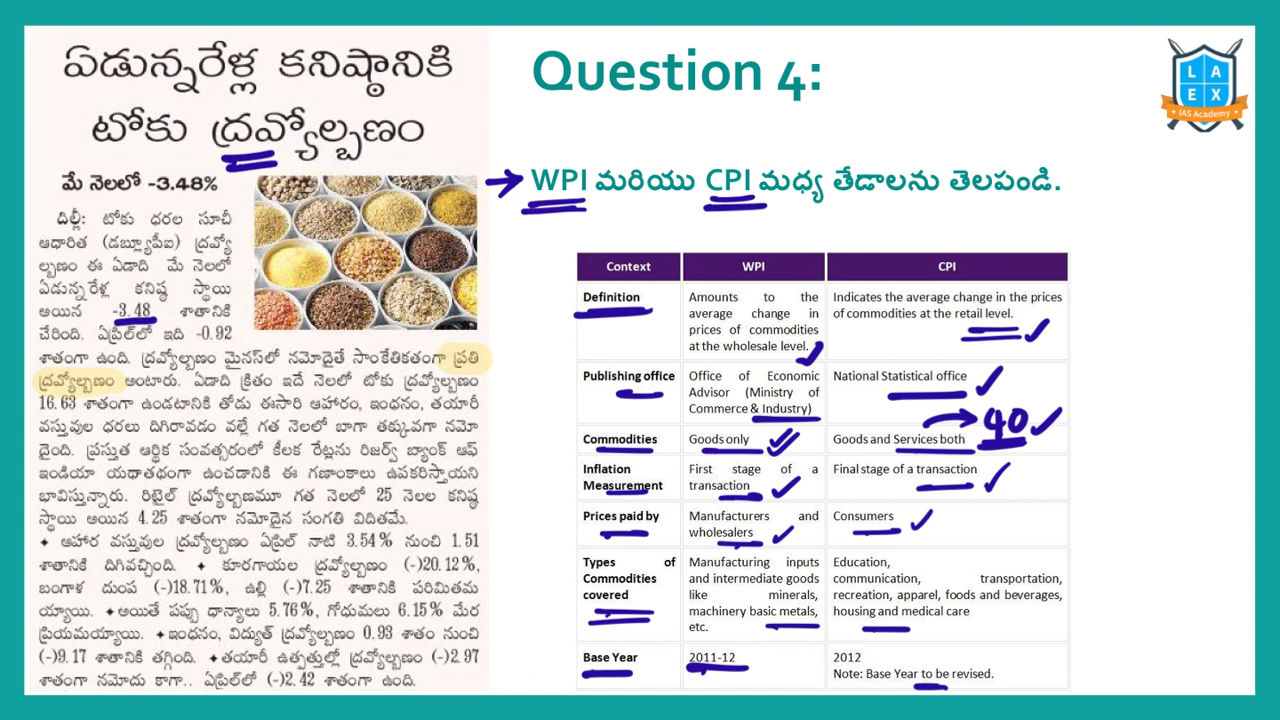 ఏడున్నరేళ్ల కనిష్ఠానికి
టోకు ద్రవ్యోల్బణం
మే నెలలో -3.48%
దిల్లీ: టోకు ధరల సూచీ
ఆధారిత (డబ్ల్యూపీఐ) ద్రవ్యో
ల్బణం ఈ ఏడాది మే నెలలో
ఏడున్నరేళ్ల కనిష్ఠ స్థాయి
అయిన -3.48 శాతానికి
చేరింది. ఏప్రిల్‌లో ఇది -0.92
శాతంగా ఉంది. ద్రవ్యోల్బణం మైనస్‌లో నమోదైతే సాంకేతికతంగా ప్రతి
ద్రవ్యోల్బణం అంటారు. ఏడాది క్రితం ఇదే నెలలో టోకు ద్రవ్యోల్బణం
16.63 శాతంగా ఉండటానికి తోడు ఈసారి ఆహారం, ఇంధనం, తయారీ
వస్తువుల ధరలు దిగిరావడం వల్లే గత నెలలో బాగా తక్కువగా నమో
దైంది. ప్రస్తుత ఆర్థిక సంవత్సరంలో కీలక రేట్లను రిజర్వ్ బ్యాంక్ ఆఫ్
ఇండియా యథాతథంగా ఉంచడానికి ఈ గణాంకాలు ఉపకరిస్తాయని
భావిస్తున్నారు. రిటైల్ ద్రవ్యోల్బణమూ గత నెలలో 25 నెలల కనిష్ఠ
స్థాయి అయిన 4.25 శాతంగా నమోదైన సంగతి విదితమే.
✦ ఆహార వస్తువుల ద్రవ్యోల్బణం ఏప్రిల్ నాటి 3.54% నుంచి 1.51
శాతానికి దిగివచ్చింది. ✦ కూరగాయల ద్రవ్యోల్బణం (-)20.12%,
బంగాళ దుంప (-)18.71%, ఉల్లి (-)7.25 శాతానికి పరిమితమ
య్యాయి. ✦అయితే పప్పు ధాన్యాలు 5.76%, గోదుమలు 6.15% మేర
ప్రియమయ్యాయి. ✦ఇంధనం, విద్యుత్ ద్రవ్యోల్బణం 0.93 శాతం నుంచి
(-)9.17 శాతానికి తగ్గింది. ✦తయారీ ఉత్పత్తుల్లో ద్రవ్యోల్బణం (-)2.97
శాతంగా నమోదు కాగా.. ఏప్రిల్‌లో (-)2.42 శాతంగా ఉంది.
Question 4:
L A
E X
IAS Academy
WPI మరియు CPI మధ్య తేడాలను తెలపండి.
Context WPI CPI
Definition
Amounts to the
average change in
prices of commodities
at the wholesale level.
Indicates the average change in the prices
of commodities at the retail level.
Publishing office
Office of Economic
Advisor (Ministry of
Commerce & Industry)
National Statistical office
40
Commodities
Goods only
Goods and Services both
Inflation
Measurement
First stage of a
transaction
Final stage of a transaction
Prices paid by
Manufacturers and
wholesalers
Consumers
Types of
Commodities
covered
Manufacturing inputs
and intermediate goods
like minerals,
machinery basic metals,
etc.
Education,
communication, transportation,
recreation, apparel, foods and beverages,
housing and medical care
Base Year
2011-12
2012
Note: Base Year to be revised.